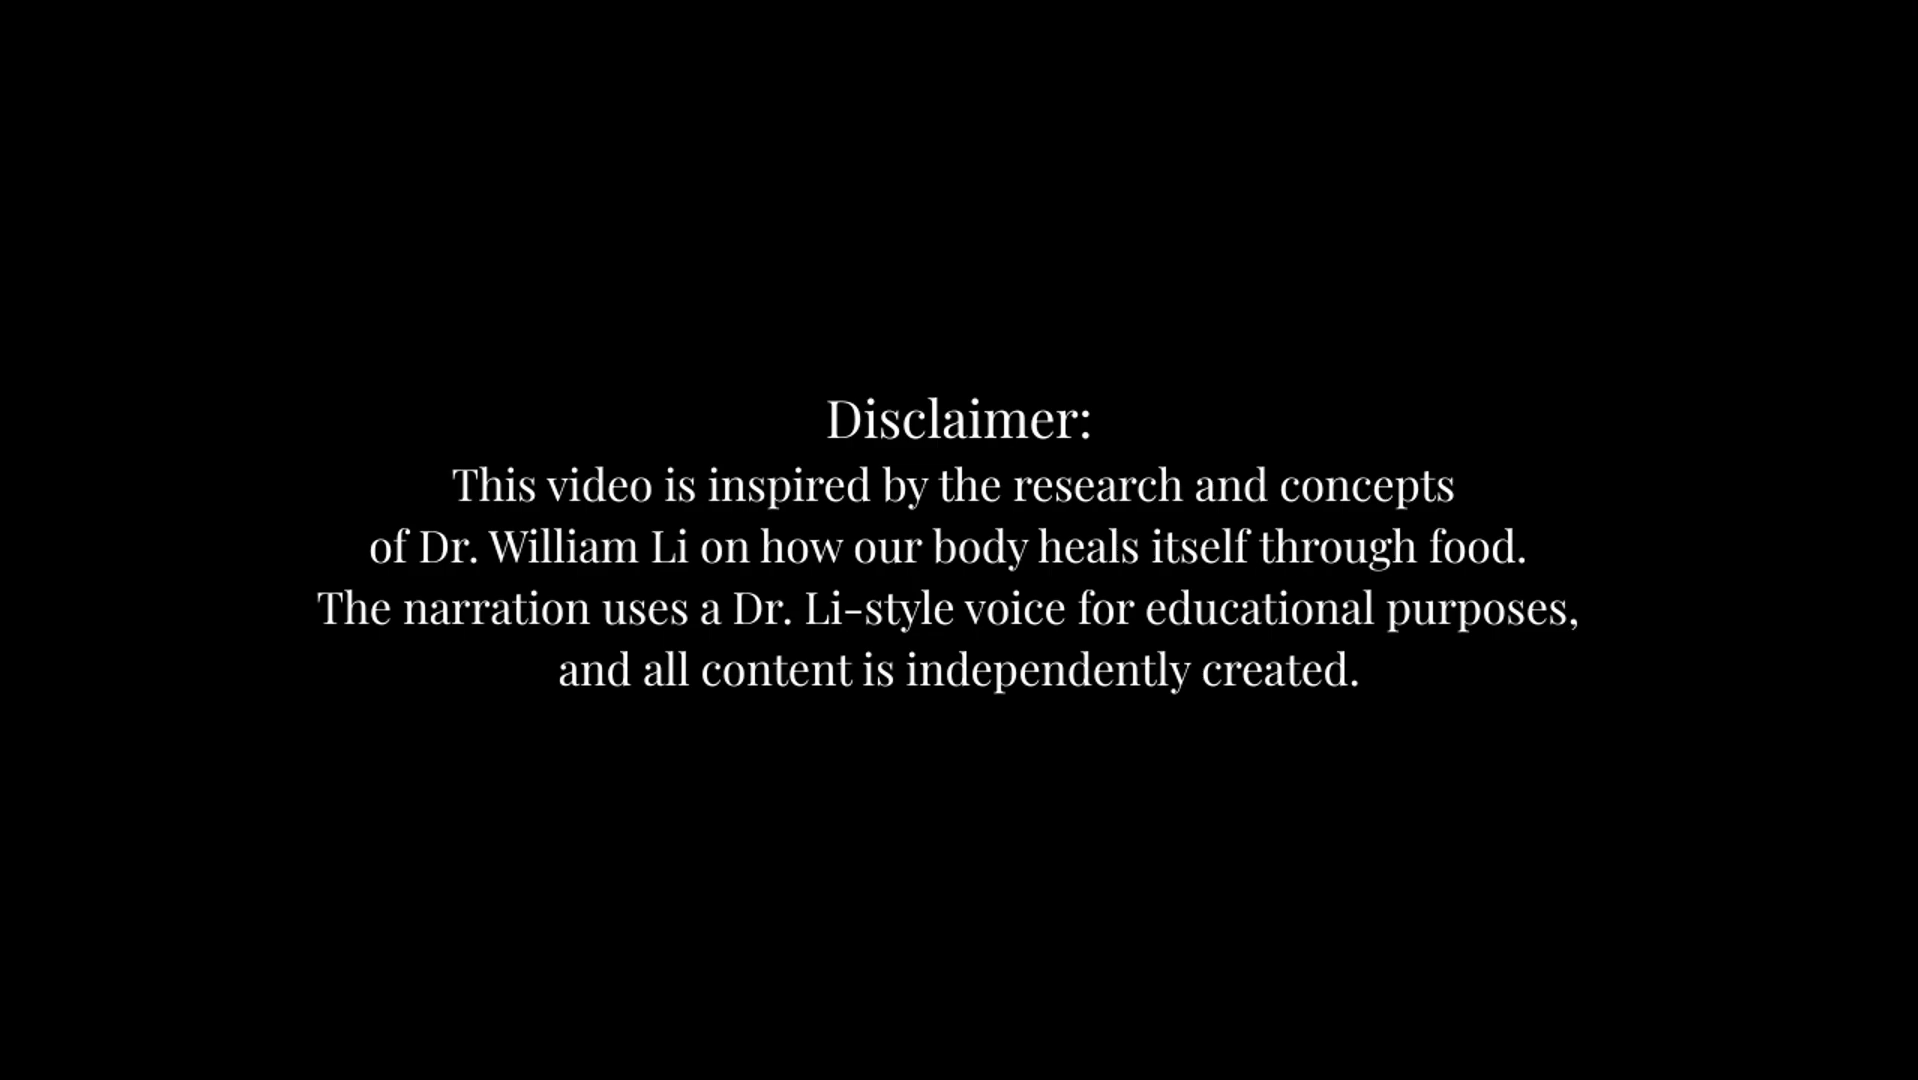 Disclaimer:
This video is inspired by the research and concepts
of Dr. William Li on how our body heals itself through food.
The narration uses a Dr. Li-style voice for educational purposes,
and all content is independently created.